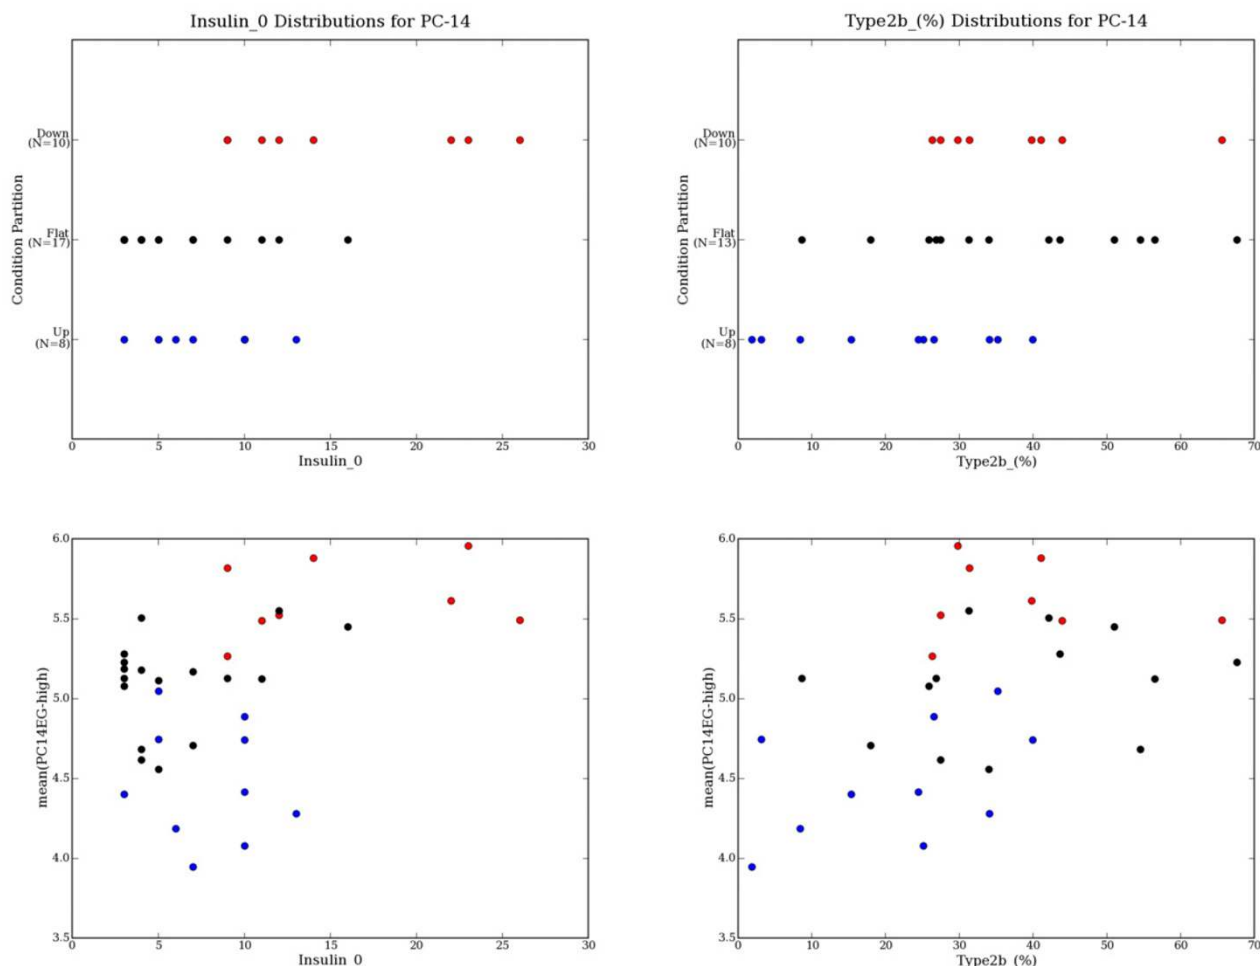 Insulin_0 Distributions for PC-14
Condition Partition
Down
(N=10)
Flat
(N=17)
Up
(N=8)
0 5 10 15 20 25 30
Insulin_0
Type2b_(%) Distributions for PC-14
Condition Partition
Down
(N=10)
Flat
(N=13)
Up
(N=8)
0 10 20 30 40 50 60 70
Type2b_(%)
mean(PC14EG-high)
6.0
5.5
5.0
4.5
4.0
3.5
0 5 10 15 20 25 30
Insulin_0
mean(PC14EG-high)
6.0
5.5
5.0
4.5
4.0
3.5
0 10 20 30 40 50 60 70
Type2b_(%)